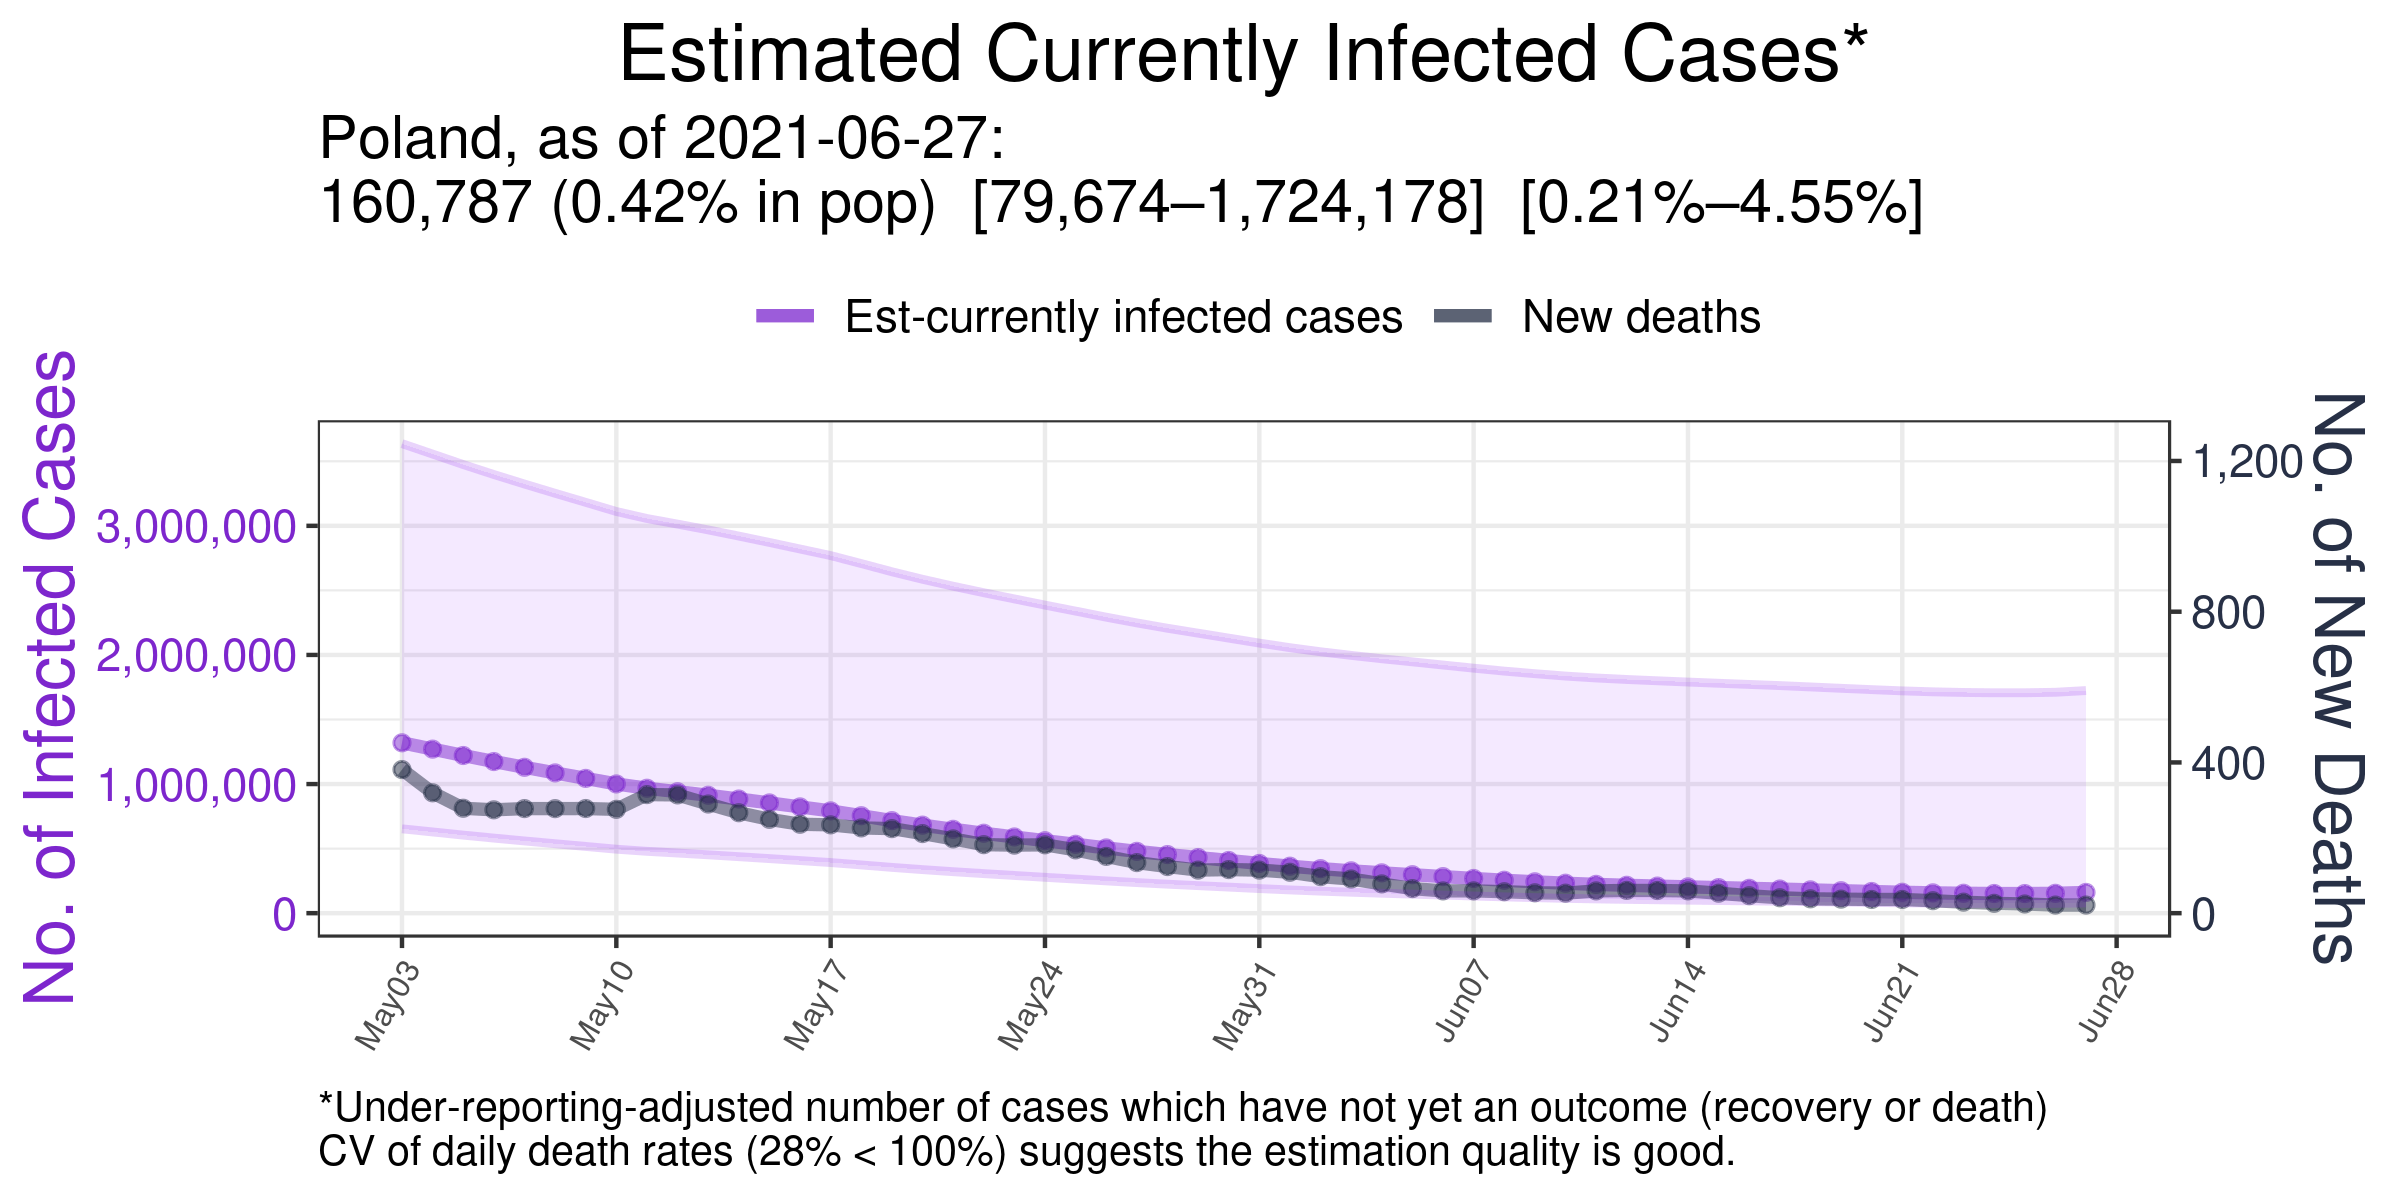 Estimated Currently Infected Cases*
Poland, as of 2021-06-27:
160,787 (0.42% in pop)  [79,674–1,724,178]  [0.21%–4.55%]
Est-currently infected cases
New deaths
No. of Infected Cases
3,000,000
2,000,000
1,000,000
0
1,200
800
400
0
No. of New Deaths
May03
May10
May17
May24
May31
Jun07
Jun14
Jun21
Jun28
*Under-reporting-adjusted number of cases which have not yet an outcome (recovery or death)
CV of daily death rates (28% < 100%) suggests the estimation quality is good.